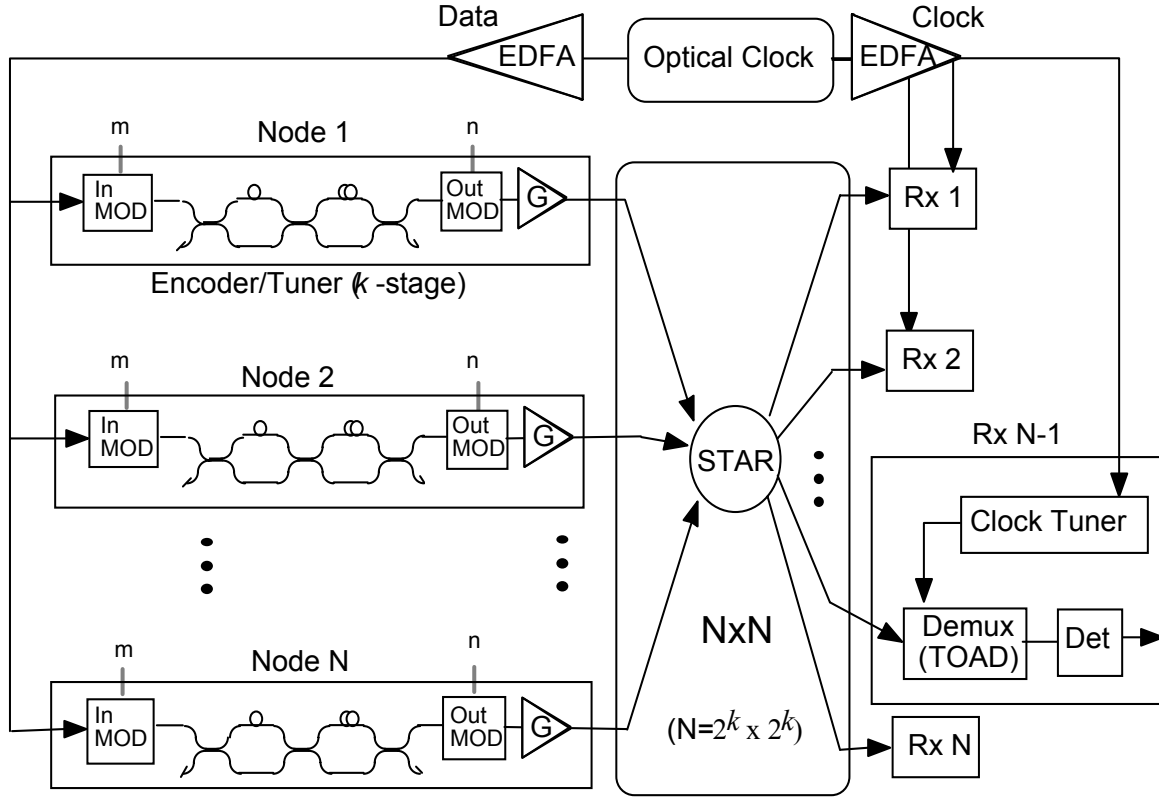 Data
Clock
EDFA
Optical Clock
EDFA
m
Node 1
n
In
MOD
Out
MOD
G
Rx 1
Encoder/Tuner (k -stage)
m
Node 2
n
In
MOD
Out
MOD
G
Rx 2
STAR
Rx N-1
Clock Tuner
Demux
(TOAD)
Det
NxN
(N=2^k x 2^k)
m
Node N
n
In
MOD
Out
MOD
G
Rx N